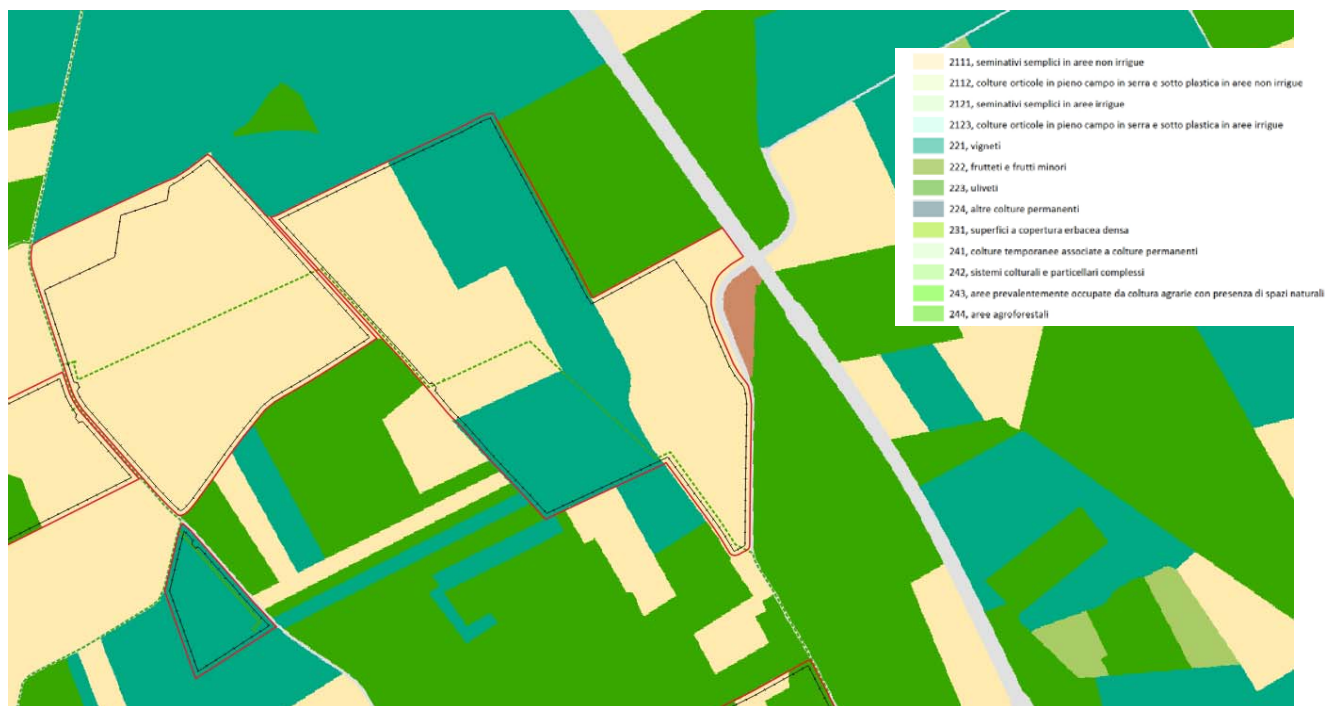 2111, seminativi semplici in aree non irrigue
2112, colture orticole in pieno campo in serra e sotto plastica in aree non irrigue
2121, seminativi semplici in aree irrigue
2123, colture orticole in pieno campo in serra e sotto plastica in aree irrigue
221, vigneti
222, frutteti e frutti minori
223, uliveti
224, altre colture permanenti
231, superfici a copertura erbacea densa
241, colture temporanee associate a colture permanenti
242, sistemi colturali e particellari complessi
243, aree prevalentemente occupate da coltura agrarie con presenza di spazi naturali
244, aree agroforestali